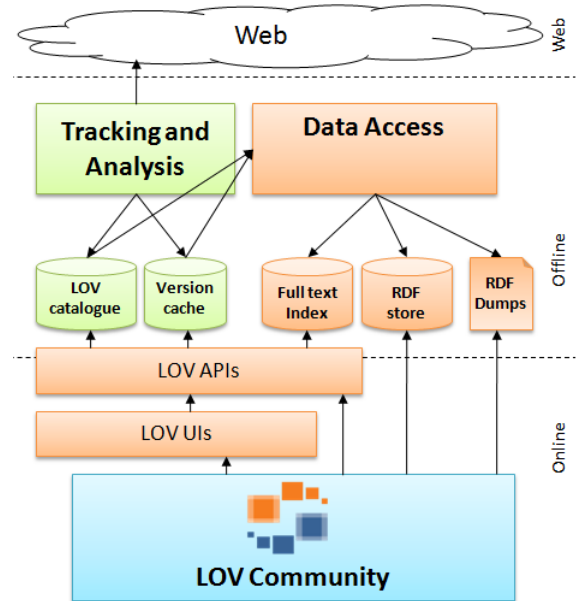 Web
Web
Tracking and
Analysis
Data Access
Offline
LOV
catalogue
Version
cache
Full text
Index
RDF
store
RDF
Dumps
LOV APIs
LOV UIs
Online
LOV Community